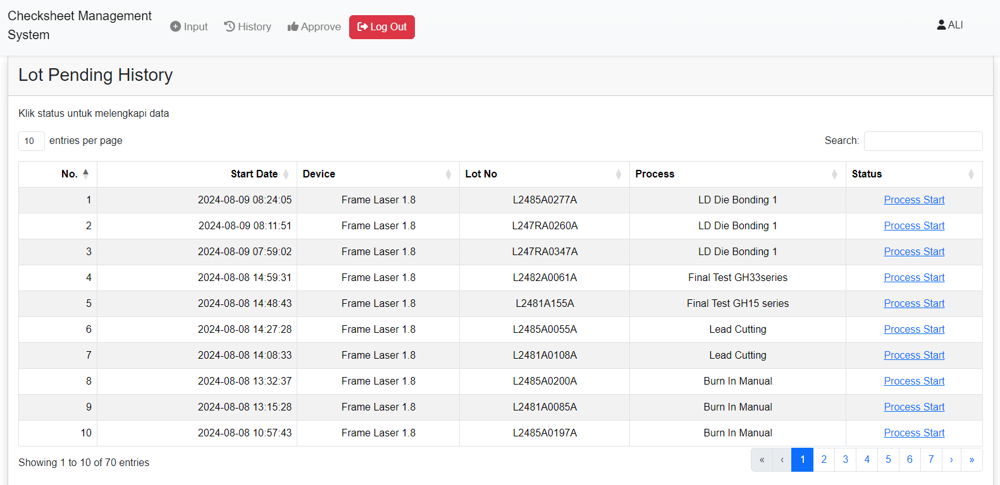 Checksheet Management
System
Input History Approve Log Out ALI
Lot Pending History
Klik status untuk melengkapi data
10 entries per page Search:
No. Start Date Device Lot No Process Status
1 2024-08-09 08:24:05 Frame Laser 1.8 L2485A0277A LD Die Bonding 1 Process Start
2 2024-08-09 08:11:51 Frame Laser 1.8 L247RA0260A LD Die Bonding 1 Process Start
3 2024-08-09 07:59:02 Frame Laser 1.8 L247RA0347A LD Die Bonding 1 Process Start
4 2024-08-08 14:59:31 Frame Laser 1.8 L2482A0061A Final Test GH33series Process Start
5 2024-08-08 14:48:43 Frame Laser 1.8 L2481A155A Final Test GH15 series Process Start
6 2024-08-08 14:27:28 Frame Laser 1.8 L2485A0055A Lead Cutting Process Start
7 2024-08-08 14:08:33 Frame Laser 1.8 L2481A0108A Lead Cutting Process Start
8 2024-08-08 13:32:37 Frame Laser 1.8 L2485A0200A Burn In Manual Process Start
9 2024-08-08 13:15:28 Frame Laser 1.8 L2481A0085A Burn In Manual Process Start
10 2024-08-08 10:57:43 Frame Laser 1.8 L2485A0197A Burn In Manual Process Start
Showing 1 to 10 of 70 entries « ‹ 1 2 3 4 5 6 7 › »